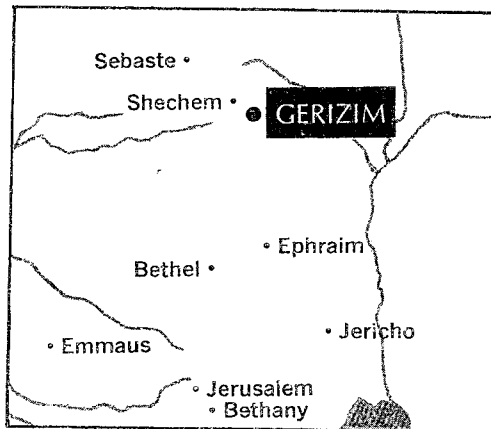 Sebaste
Shechem
GERIZIM
Ephraim
Bethel
Jericho
Emmaus
Jerusalem
Bethany